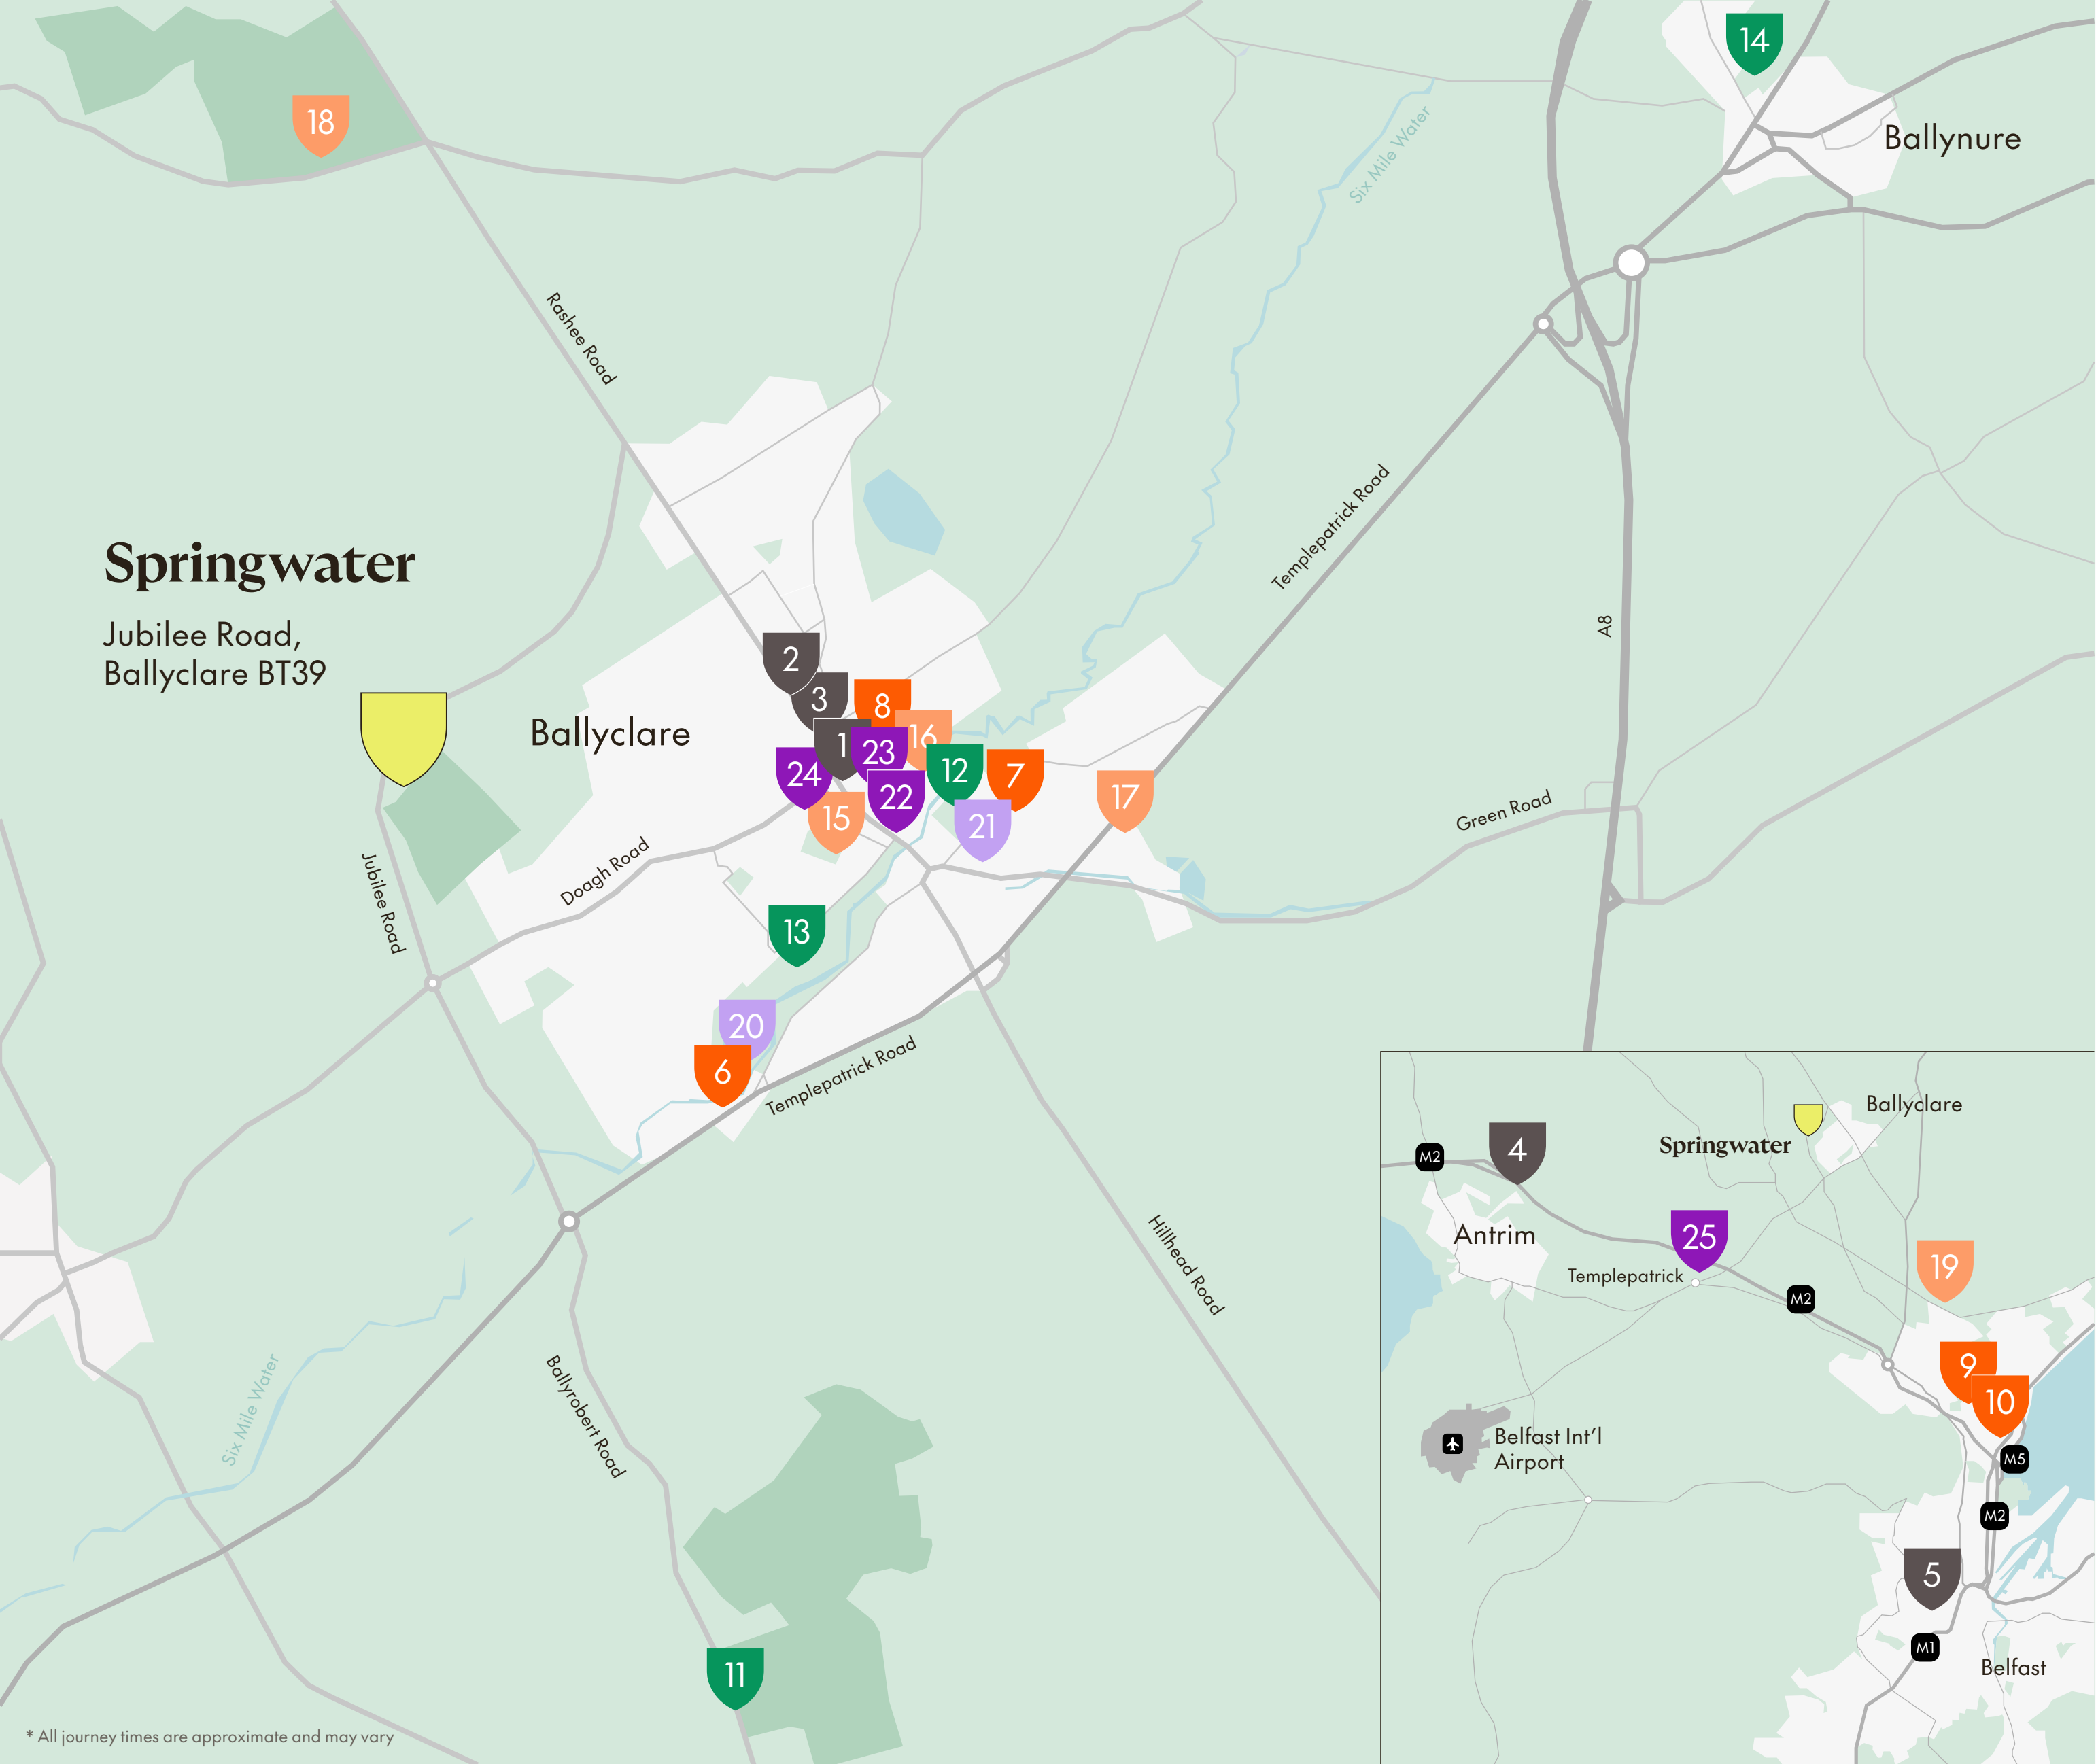 14
18
Ballynure
Six Mile Water
Rashee Road
Springwater
Jubilee Road,
Ballyclare BT39
Templepatrick Road
A8
2
3
8
Ballyclare
1
23
16
24
22
12
7
17
15
21
Green Road
Doagh Road
Jubilee Road
13
20
6
Templepatrick Road
Hillhead Road
Six Mile Water
Ballyrobert Road
11
* All journey times are approximate and may vary
Ballyclare
Springwater
M2
4
Antrim
25
Templepatrick
19
M2
9
10
Belfast Int'l
Airport
M5
M2
5
M1
Belfast